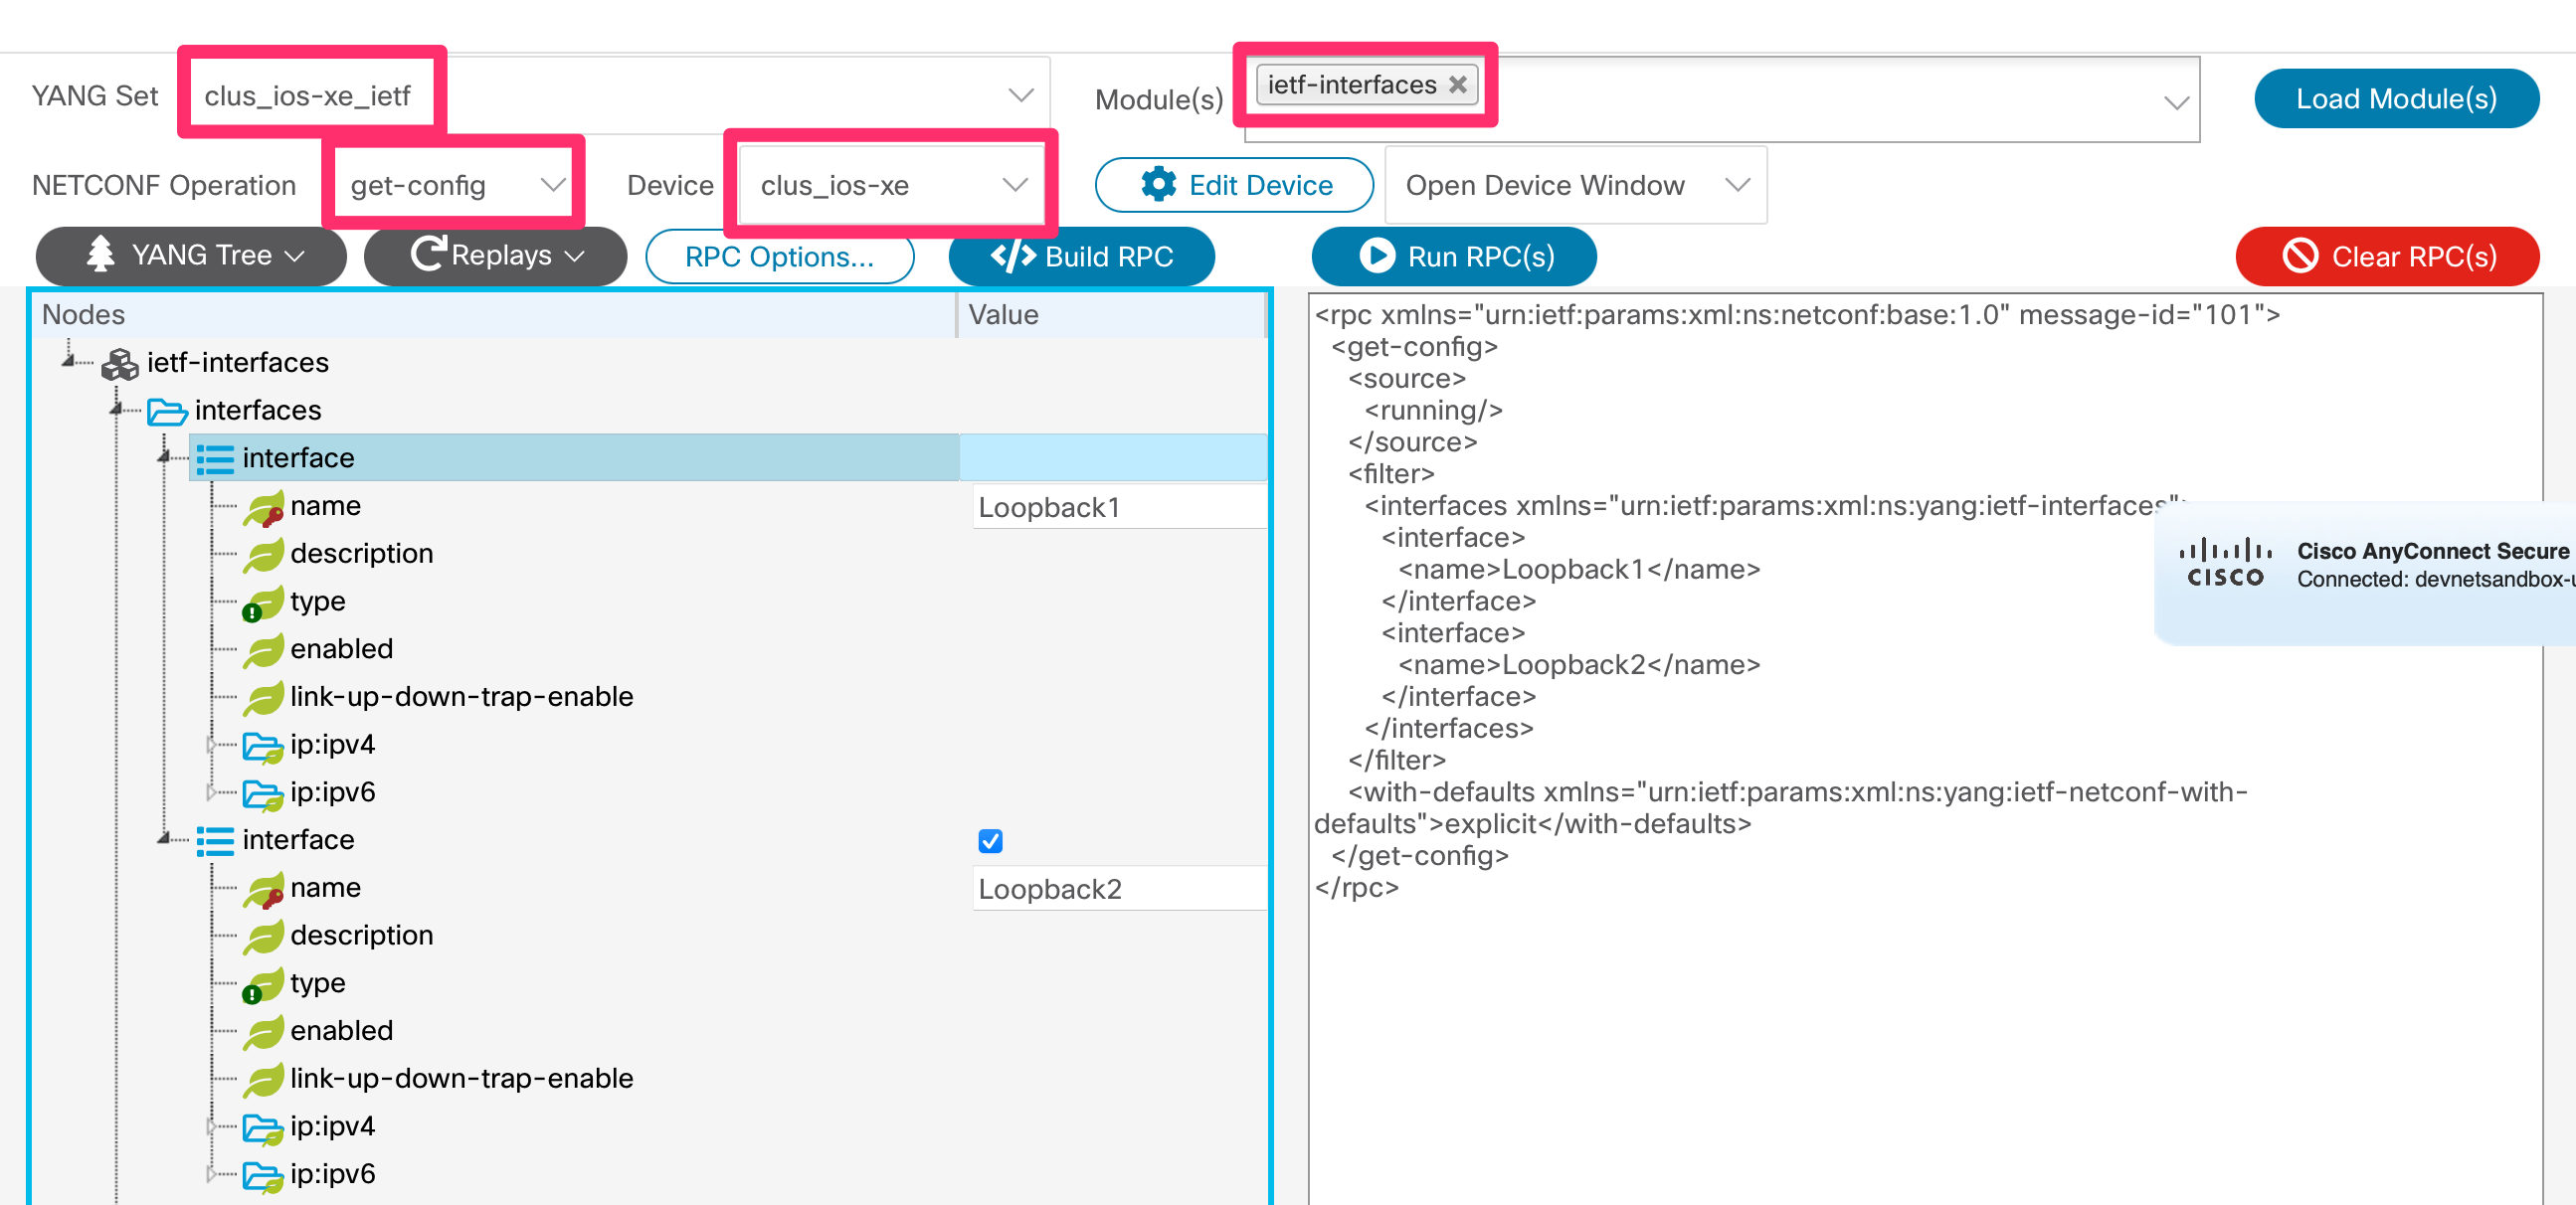 YANG Set clus_ios-xe_ietf Module(s) ietf-interfaces Load Module(s)
NETCONF Operation get-config Device clus_ios-xe Edit Device Open Device Window
YANG Tree Replays RPC Options... </> Build RPC Run RPC(s) Clear RPC(s)
Nodes Value
ietf-interfaces
interfaces
interface
name Loopback1
description
type
enabled
link-up-down-trap-enable
ip:ipv4
ip:ipv6
interface
name Loopback2
description
type
enabled
link-up-down-trap-enable
ip:ipv4
ip:ipv6
<rpc xmlns="urn:ietf:params:xml:ns:netconf:base:1.0" message-id="101">
<get-config>
<source>
<running/>
</source>
<filter>
<interfaces xmlns="urn:ietf:params:xml:ns:yang:ietf-interfaces">
<interface>
<name>Loopback1</name>
</interface>
<interface>
<name>Loopback2</name>
</interface>
</interfaces>
</filter>
<with-defaults xmlns="urn:ietf:params:xml:ns:yang:ietf-netconf-with-
defaults">explicit</with-defaults>
</get-config>
</rpc>
CISCO
Cisco AnyConnect Secure
Connected: devnetsandbox-u